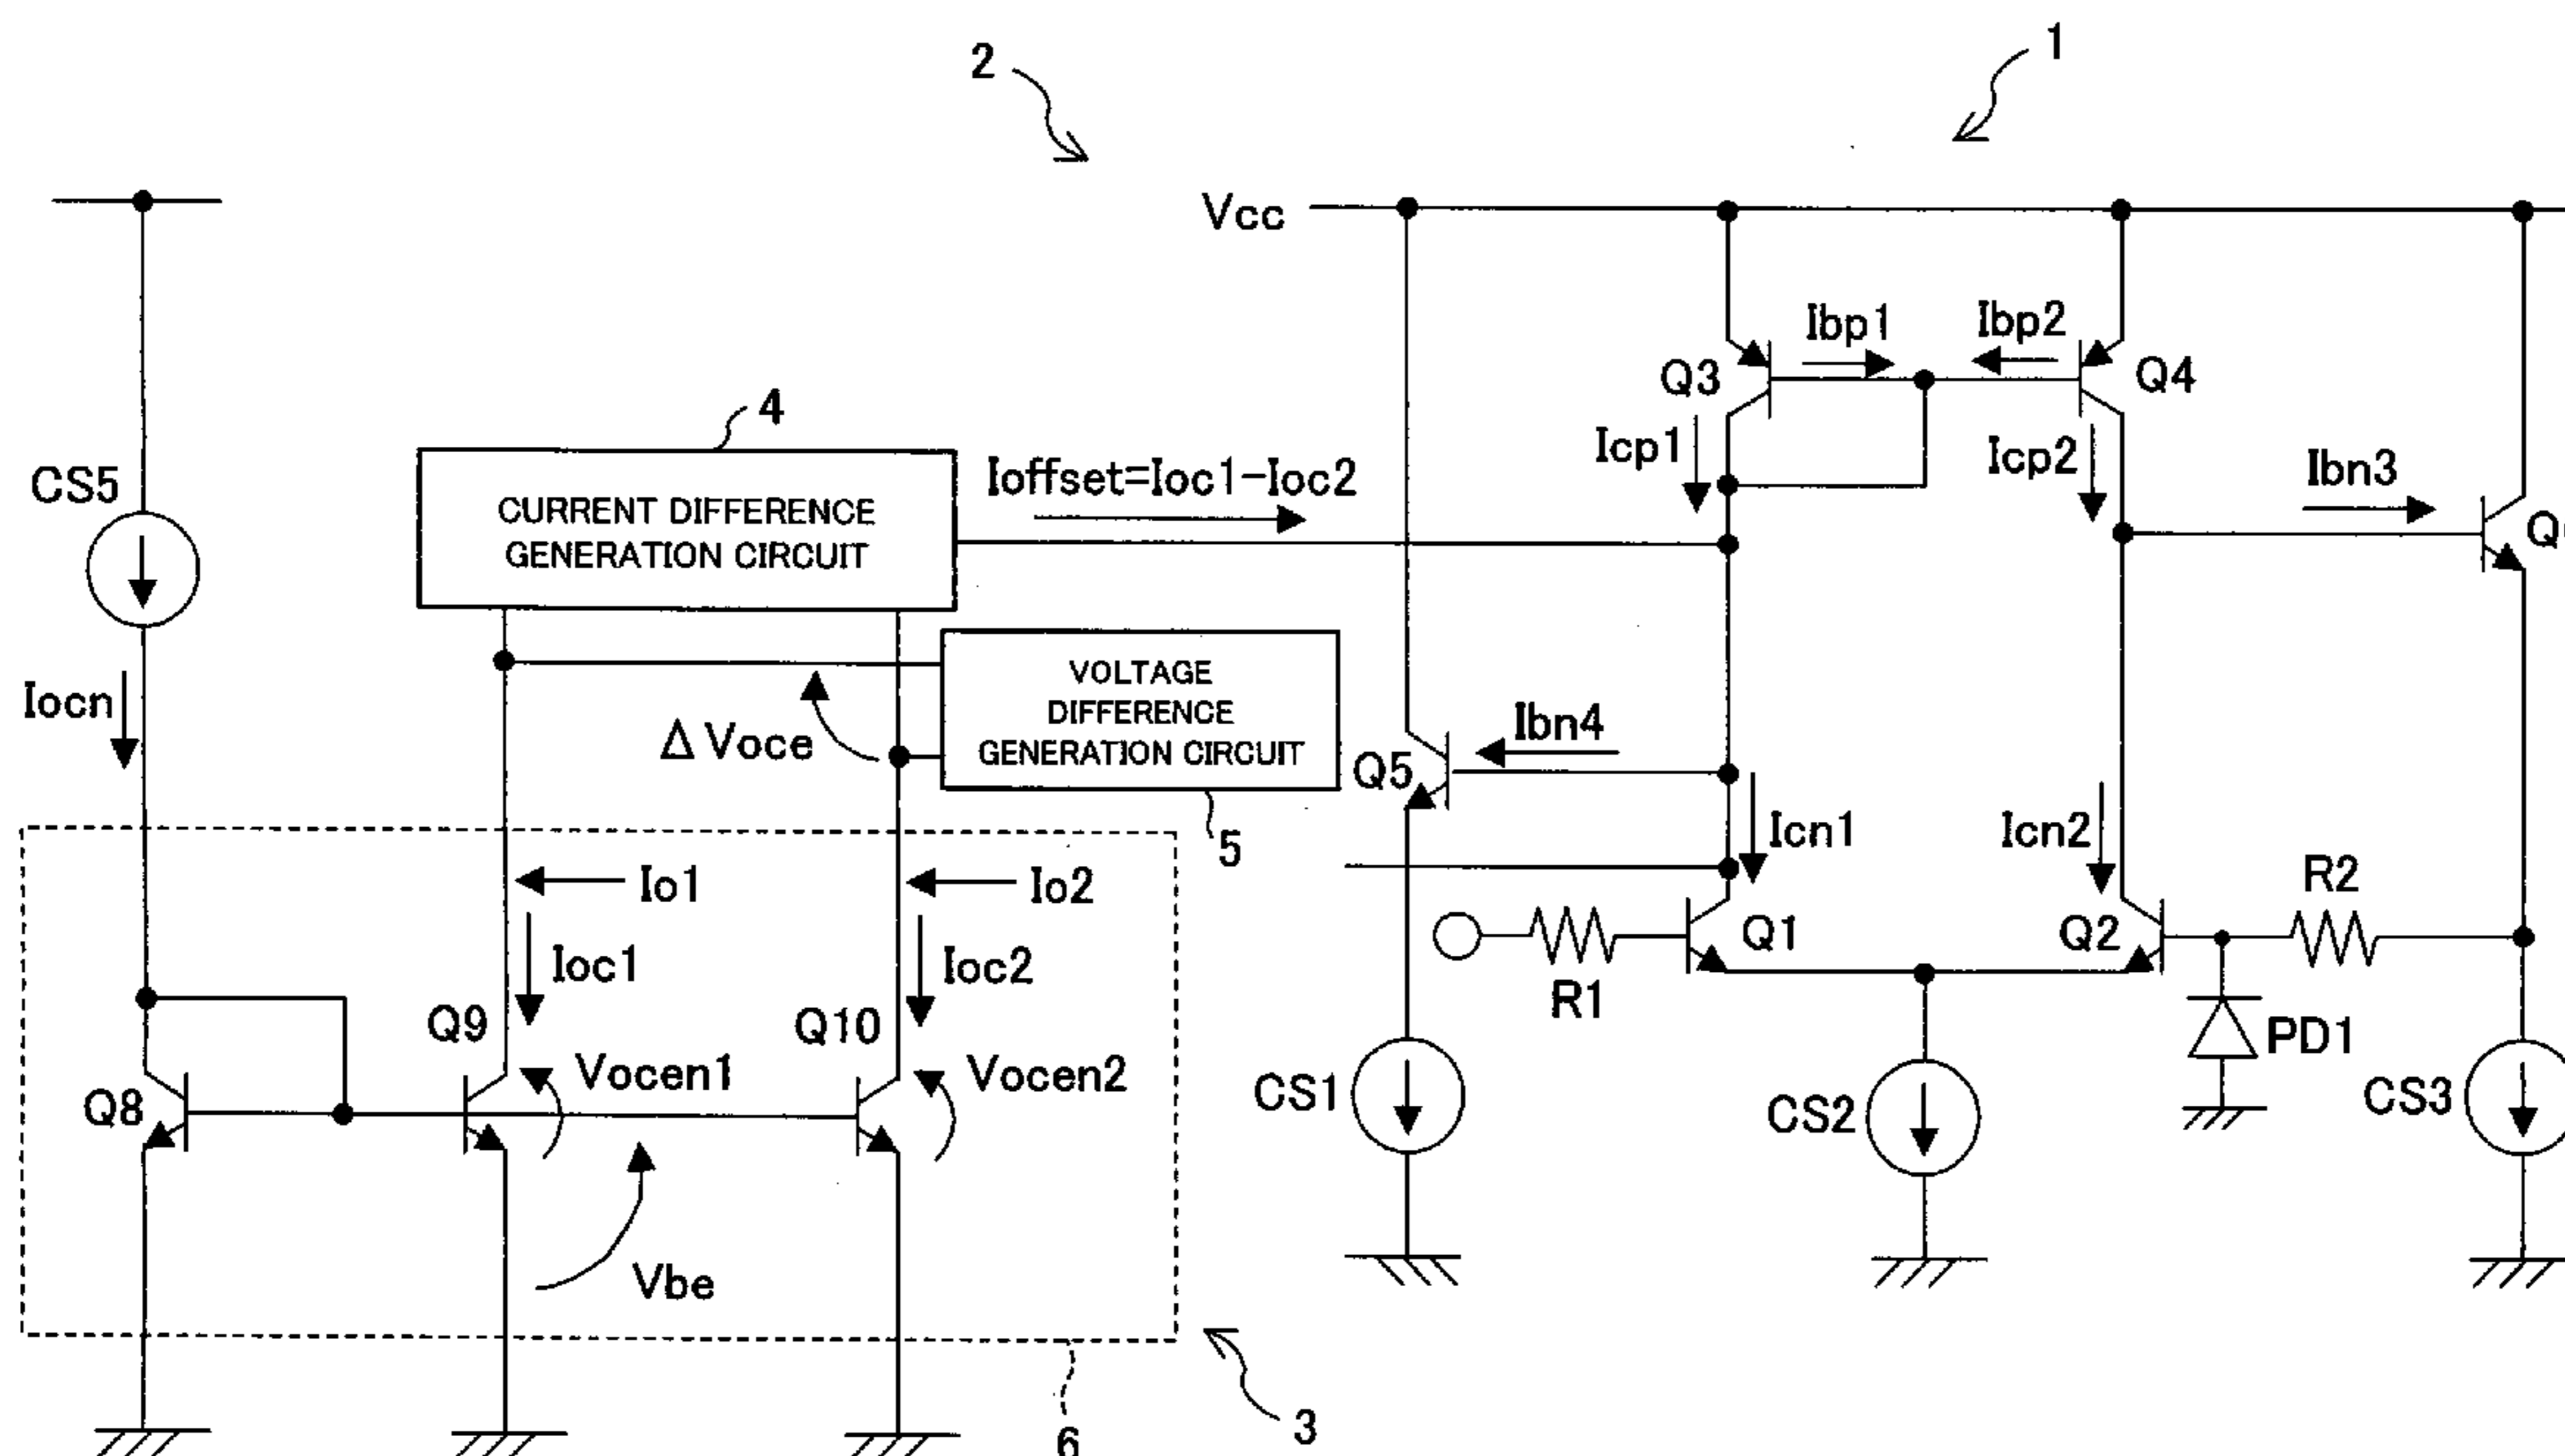 2
1
Vcc
Ibp1
Ibp2
Q3
Q4
4
Icp1
Icp2
Ibn3
CS5
CURRENT DIFFERENCE
GENERATION CIRCUIT
Ioffset=Ioc1-Ioc2
Iocn
Δ Voce
VOLTAGE
DIFFERENCE
GENERATION CIRCUIT
Ibn4
Q5
5
Icn1
Icn2
Io1
Io2
R2
Ioc1
Ioc2
Q1
Q2
R1
Q9
Q10
PD1
Vocen1
Vocen2
Q8
CS1
CS2
CS3
Vbe
6
3